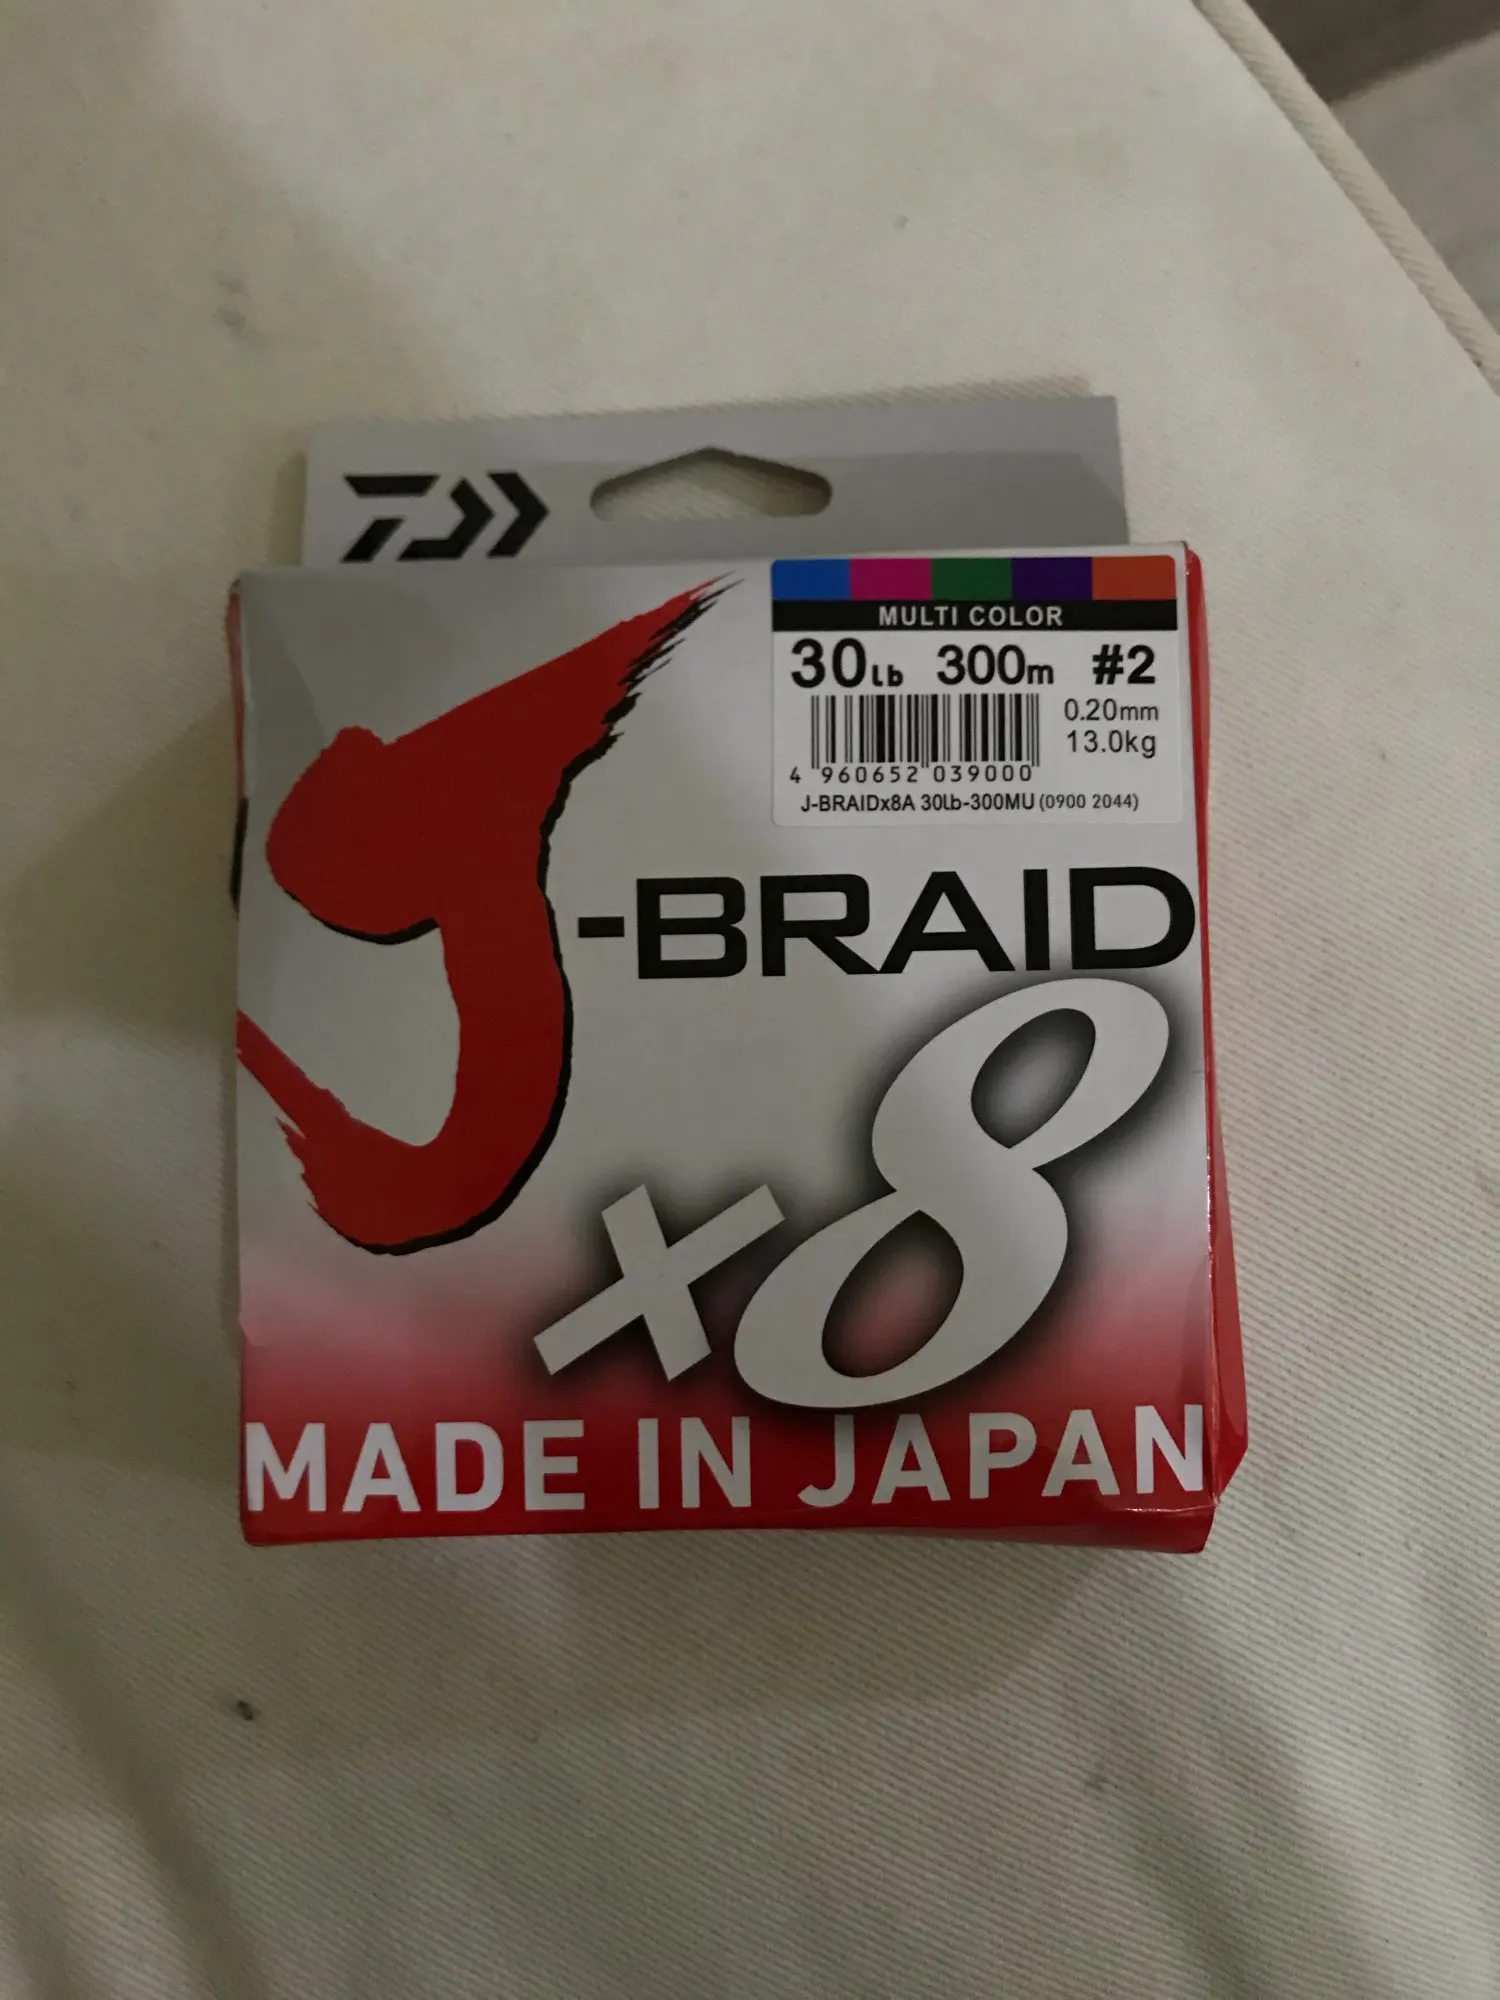 MULTI COLOR
30lb 300m #2
0.20mm
13.0kg
4 960652 039000
J-BRAIDx8A 30lb-300MU (0900 2044)
J-BRAID
x8
MADE IN JAPAN